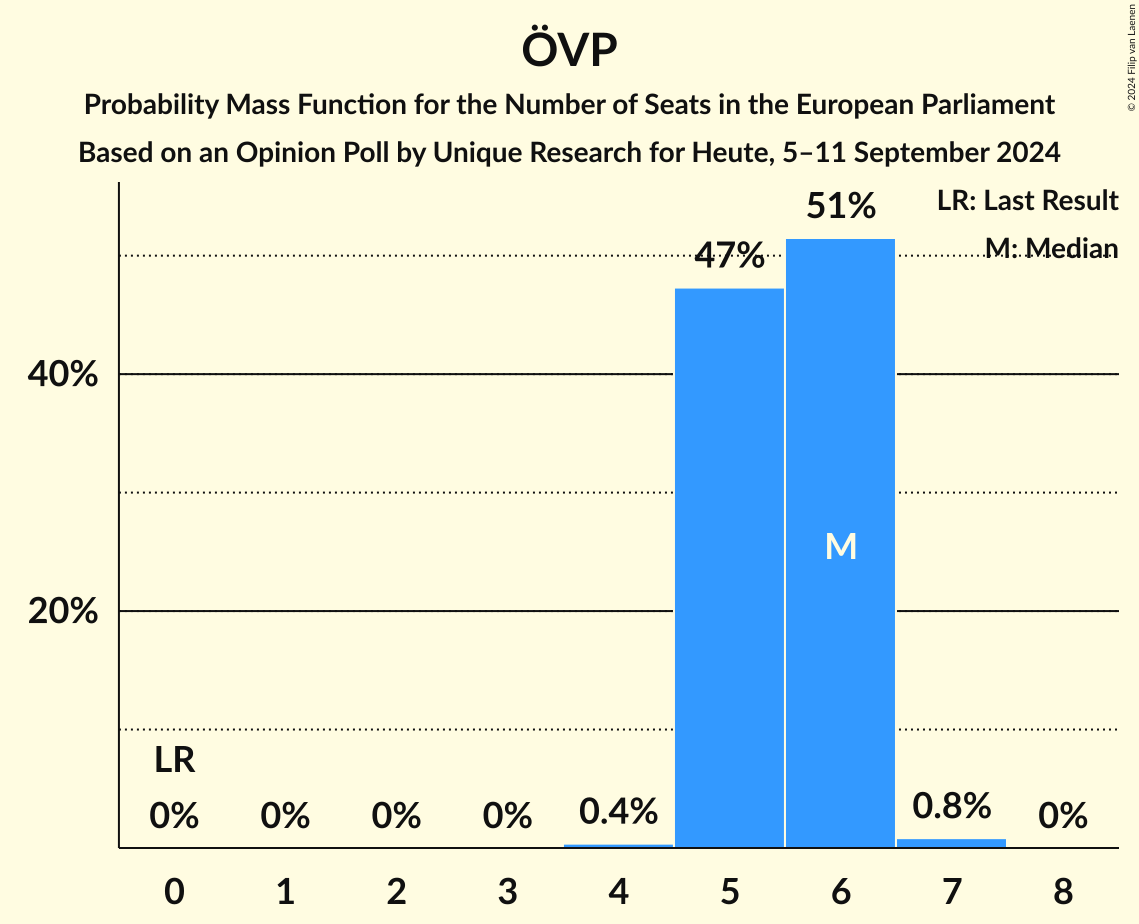 ÖVP
Probability Mass Function for the Number of Seats in the European Parliament
Based on an Opinion Poll by Unique Research for Heute, 5–11 September 2024
© 2024 Filip van Laenen
LR: Last Result
M: Median
51%
47%
40%
20%
M
LR
0%
0%
0%
0%
0.4%
0.8%
0%
0 1 2 3 4 5 6 7 8